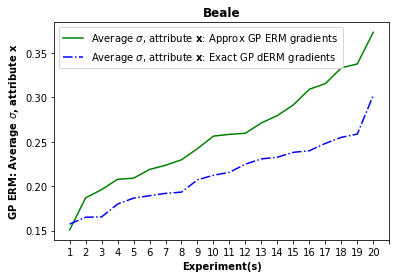 Beale
Average σ, attribute x: Approx GP ERM gradients
Average σ, attribute x: Exact GP dERM gradients
GP ERM: Average σ, attribute x
0.35
0.30
0.25
0.20
0.15
1 2 3 4 5 6 7 8 9 10 11 12 13 14 15 16 17 18 19 20
Experiment(s)